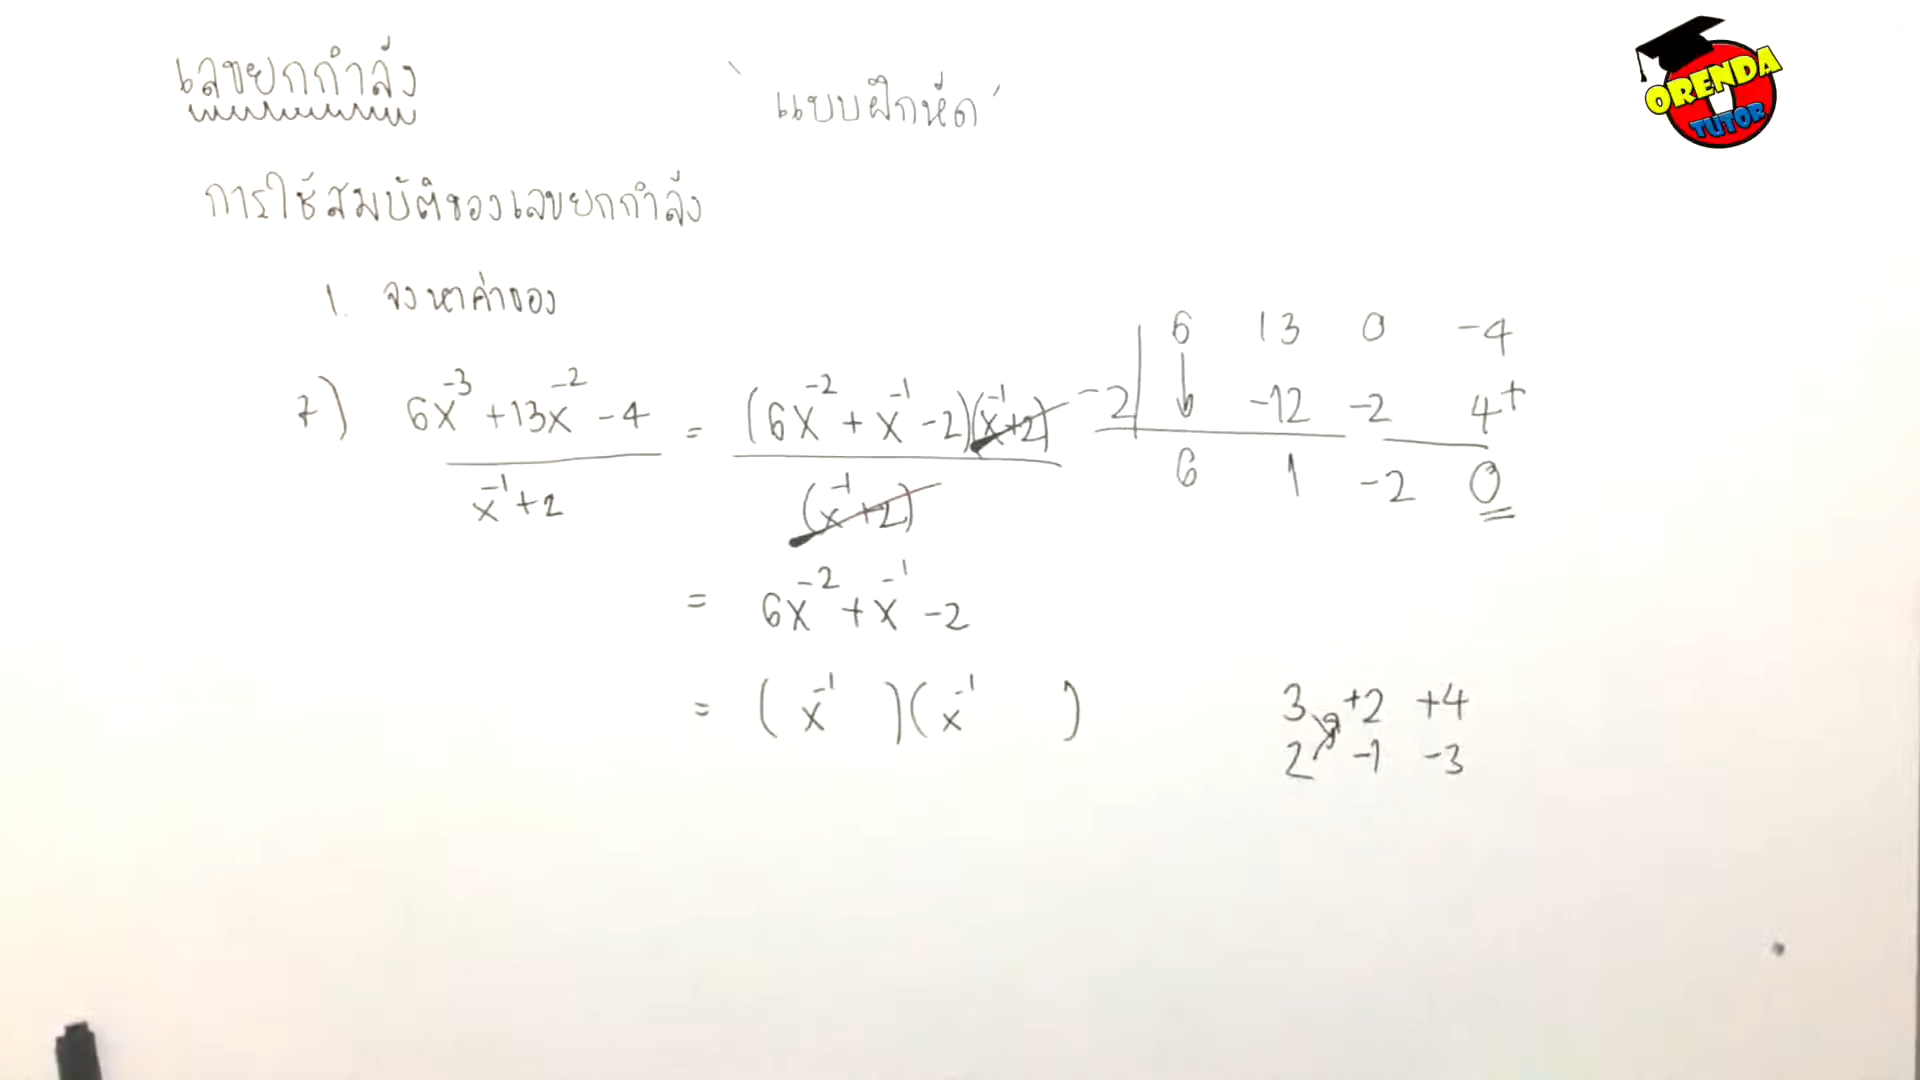 เลขยกกำลัง
`แบบฝึกหัด´
ORENDA
TUTOR
การใช้สมบัติของเลขยกกำลัง
1. จงหาค่าของ
7) (6x⁻³ + 13x⁻² - 4)/(x⁻¹ + 2) = (6x⁻² + x⁻¹ - 2)(x⁻¹ + 2)/(x⁻¹ + 2)
6 13 0 -4
-2 -12 -2 4 +
6 1 -2 0
= 6x⁻² + x⁻¹ - 2
= (x⁻¹ )(x⁻¹ )
3 +2 +4
2 -1 -3